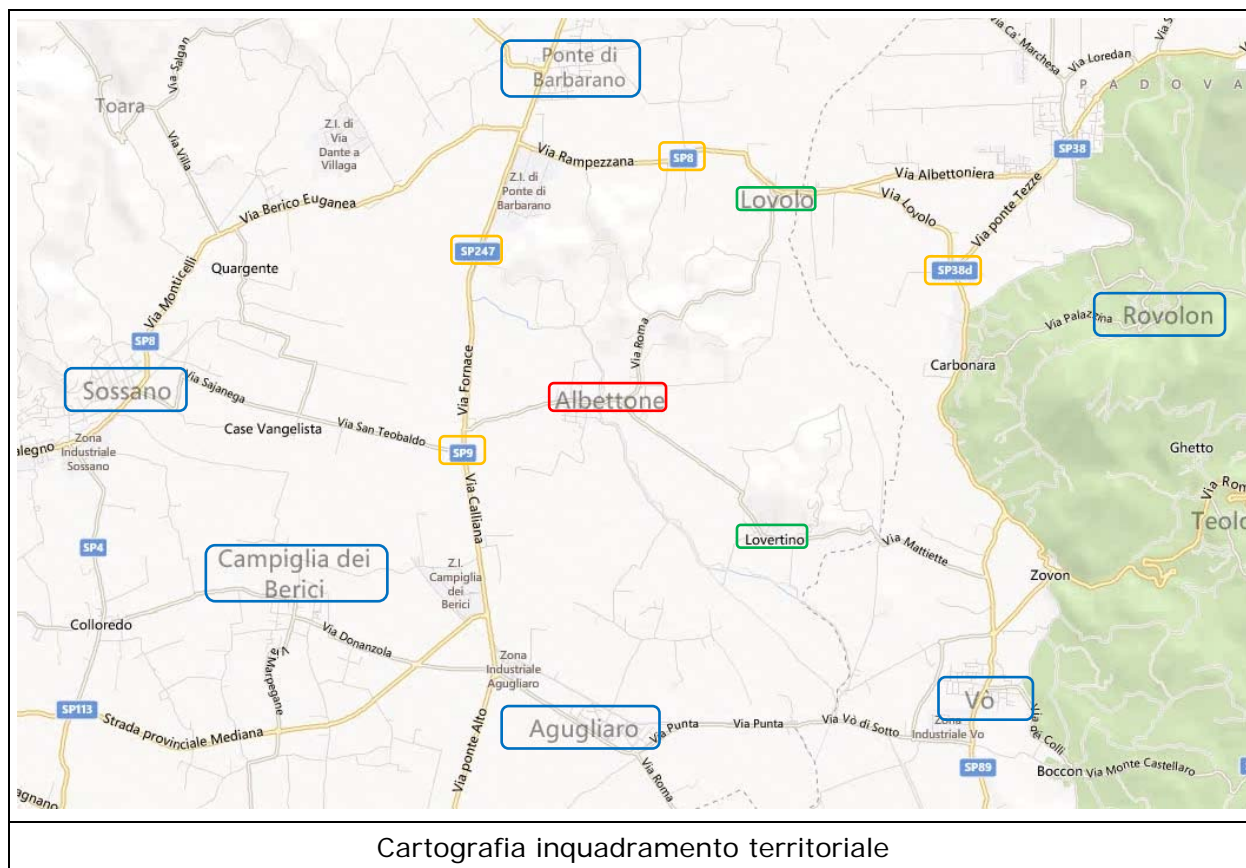 Via Salgan
Toara
Via Villa
Z.I. di
Via
Dante a
Villaga
Ponte di
Barbarano
Via Ca' Marchesa
Via Loredan
P A D O V A
SP38
Via Rampezzana
SP8
Z.I. di
Ponte di
Barbarano
Lovolo
Via Albettoniera
Via Lovolo
Via ponte Tezze
Via Berico Euganea
SP247
SP38d
Quargente
Via Monticelli
SP8
Via Palazzina
Rovolon
Via Roma
Via Fornace
Carbonara
Sossano
Via Sajanega
Albettone
Case Vangelista
Via San Teobaldo
SP9
alegno
Zona
Industriale
Sossano
Ghetto
Via Rom
Teolo
Via Calliana
SP4
Lovertino
Via Mattiette
Campiglia dei
Berici
Z.I.
Campiglia
dei
Berici
Zovon
Colloredo
Via Donanzola
Via Marpegane
Zona
Industriale
Agugliaro
SP113
Strada provinciale Mediana
Via ponte Alto
Agugliaro
Via Punta
Via Punta
Via Vò di Sotto
Vò
Zona
Industriale Vo
Via dei Colli
Via Roma
SP89
Boccon
Via Monte Castellaro
agnano
Cartografia inquadramento territoriale